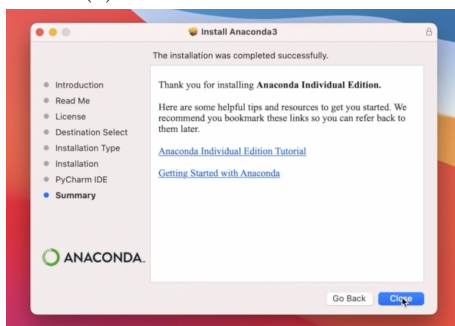 Install Anaconda3
The installation was completed successfully.
Introduction
Read Me
License
Destination Select
Installation Type
Installation
PyCharm IDE
Summary
Thank you for installing Anaconda Individual Edition.
Here are some helpful tips and resources to get you started. We
recommend you bookmark these links so you can refer back to
them later.
Anaconda Individual Edition Tutorial
Getting Started with Anaconda
ANACONDA.
Go Back
Close